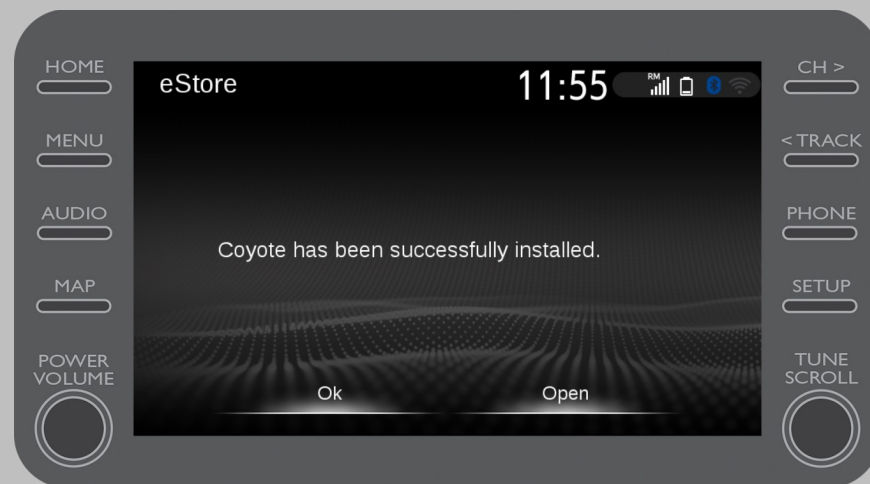 HOME
MENU
AUDIO
MAP
POWER
VOLUME
eStore
11:55
RM
Coyote has been successfully installed.
Ok
Open
CH >
< TRACK
PHONE
SETUP
TUNE
SCROLL